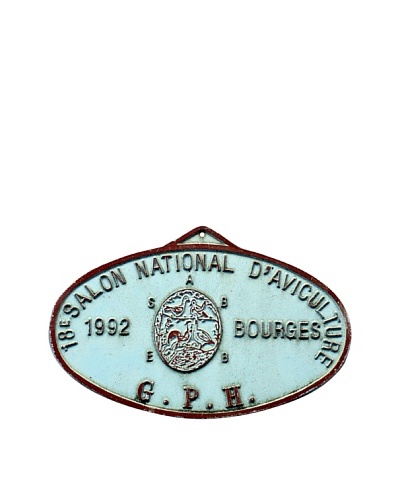 18E SALON NATIONAL D'AVICULTURE
A
S B
1992 BOURGES
E B
G.P.H.